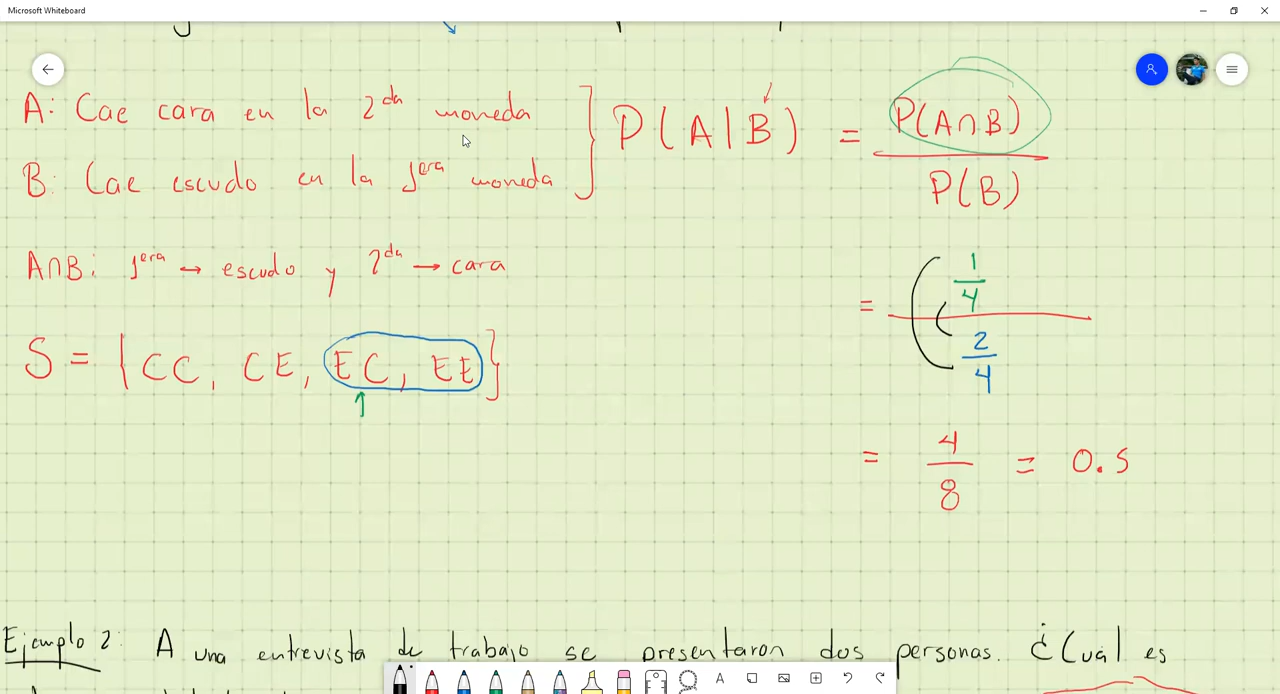 Microsoft Whiteboard
A: Cae cara en la 2da moneda
B: Cae escudo en la 1era moneda
P(A|B) = P(A∩B) / P(B)
A∩B: 1era → escudo y 2da → cara
= (1/4) / (2/4)
S = {CC, CE, EC, EE}
= 4/8 = 0.5
Ejemplo 2: A una entrevista de trabajo se presentaron dos personas. ¿Cuál es